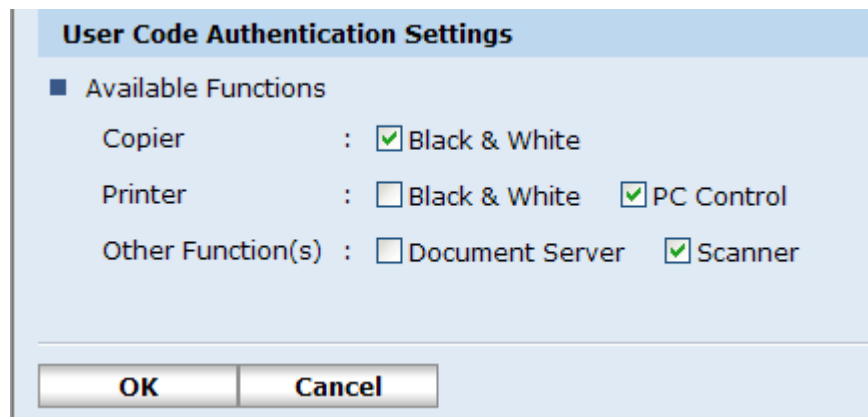 User Code Authentication Settings
Available Functions
Copier : Black & White
Printer : Black & White PC Control
Other Function(s) : Document Server Scanner
OK Cancel